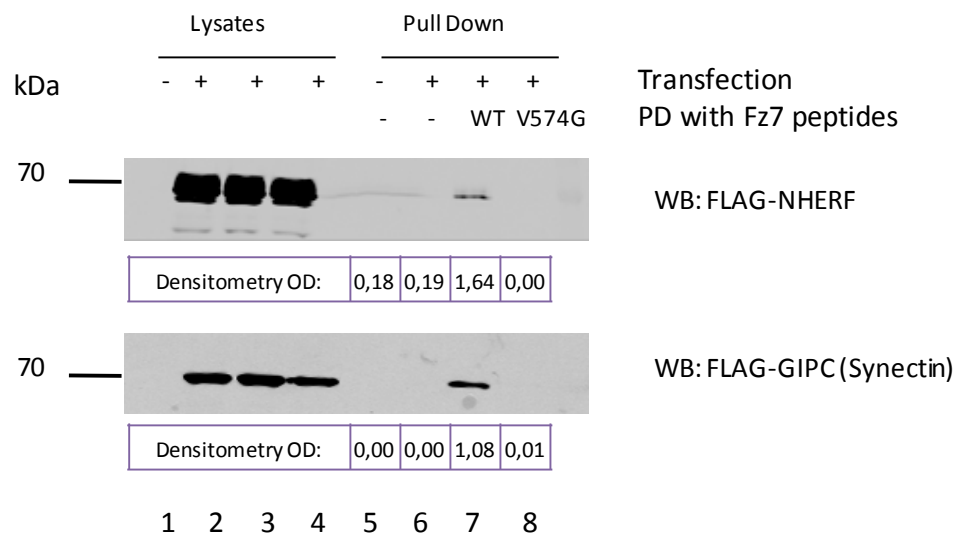 Lysates Pull Down
kDa - + + + - + + + Transfection
- - WT V574G PD with Fz7 peptides
70 WB: FLAG-NHERF
Densitometry OD: 0,18 0,19 1,64 0,00
70 WB: FLAG-GIPC (Synectin)
Densitometry OD: 0,00 0,00 1,08 0,01
1 2 3 4 5 6 7 8